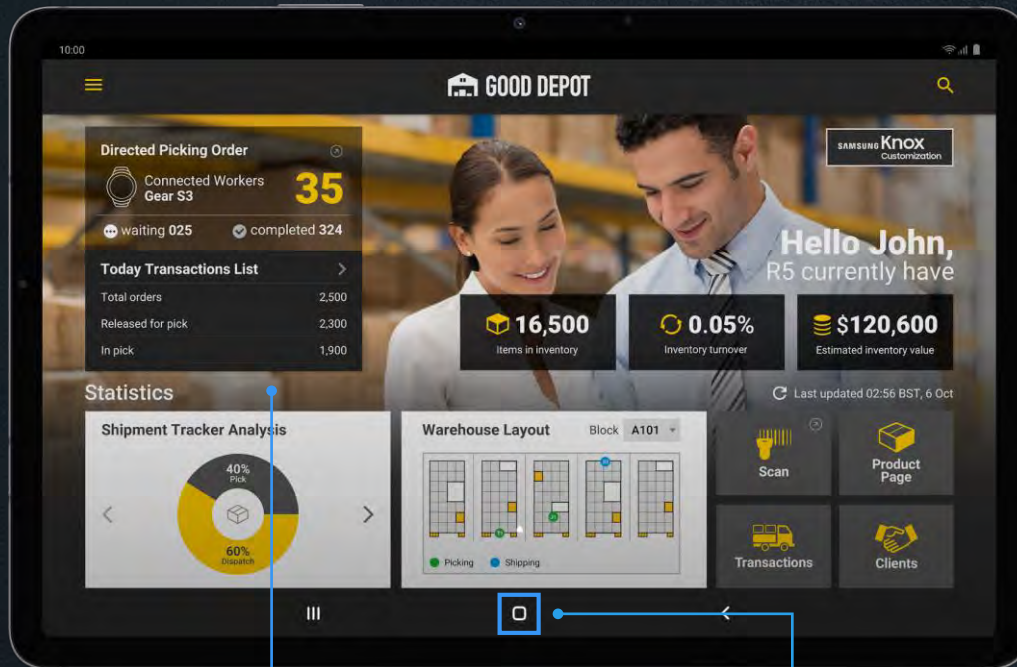 10:00
GOOD DEPOT
Directed Picking Order
Connected Workers
Gear S3
35
waiting 025
completed 324
Today Transactions List
Total orders 2,500
Released for pick 2,300
In pick 1,900
SAMSUNG Knox
Customization
Hello John,
R5 currently have
16,500
Items in inventory
0.05%
Inventory turnover
$120,600
Estimated inventory value
Statistics
Last updated 02:56 BST, 6 Oct
Shipment Tracker Analysis
40%
Pick
60%
Dispatch
Warehouse Layout
Block A101
Picking
Shipping
Scan
Product
Page
Transactions
Clients